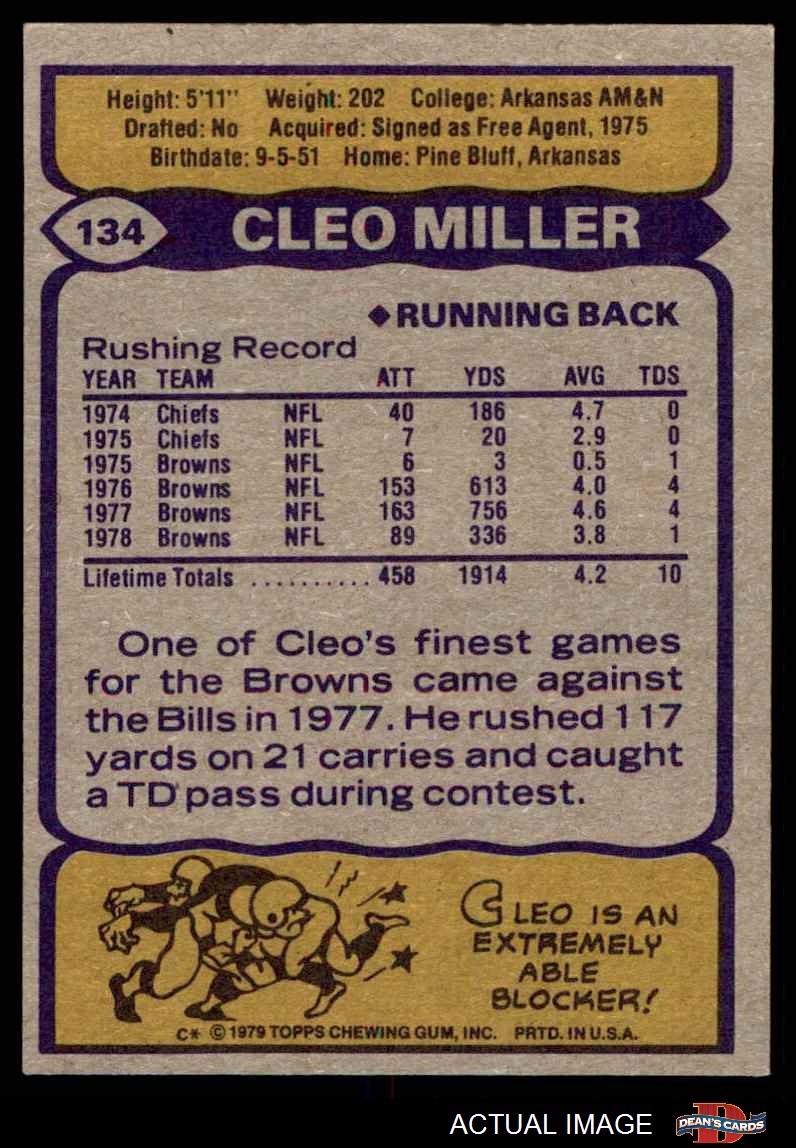 Height: 5'11" Weight: 202 College: Arkansas AM&N
Drafted: No Acquired: Signed as Free Agent, 1975
Birthdate: 9-5-51 Home: Pine Bluff, Arkansas
134 CLEO MILLER
◆RUNNING BACK
Rushing Record
YEAR TEAM ATT YDS AVG TDS
1974 Chiefs NFL 40 186 4.7 0
1975 Chiefs NFL 7 20 2.9 0
1975 Browns NFL 6 3 0.5 1
1976 Browns NFL 153 613 4.0 4
1977 Browns NFL 163 756 4.6 4
1978 Browns NFL 89 336 3.8 1
Lifetime Totals .......... 458 1914 4.2 10
One of Cleo's finest games
for the Browns came against
the Bills in 1977. He rushed 117
yards on 21 carries and caught
a TD pass during contest.
CLEO IS AN
EXTREMELY
ABLE
BLOCKER!
C* © 1979 TOPPS CHEWING GUM, INC. PRTD. IN U.S.A.
ACTUAL IMAGE
D
DEAN'S CARDS